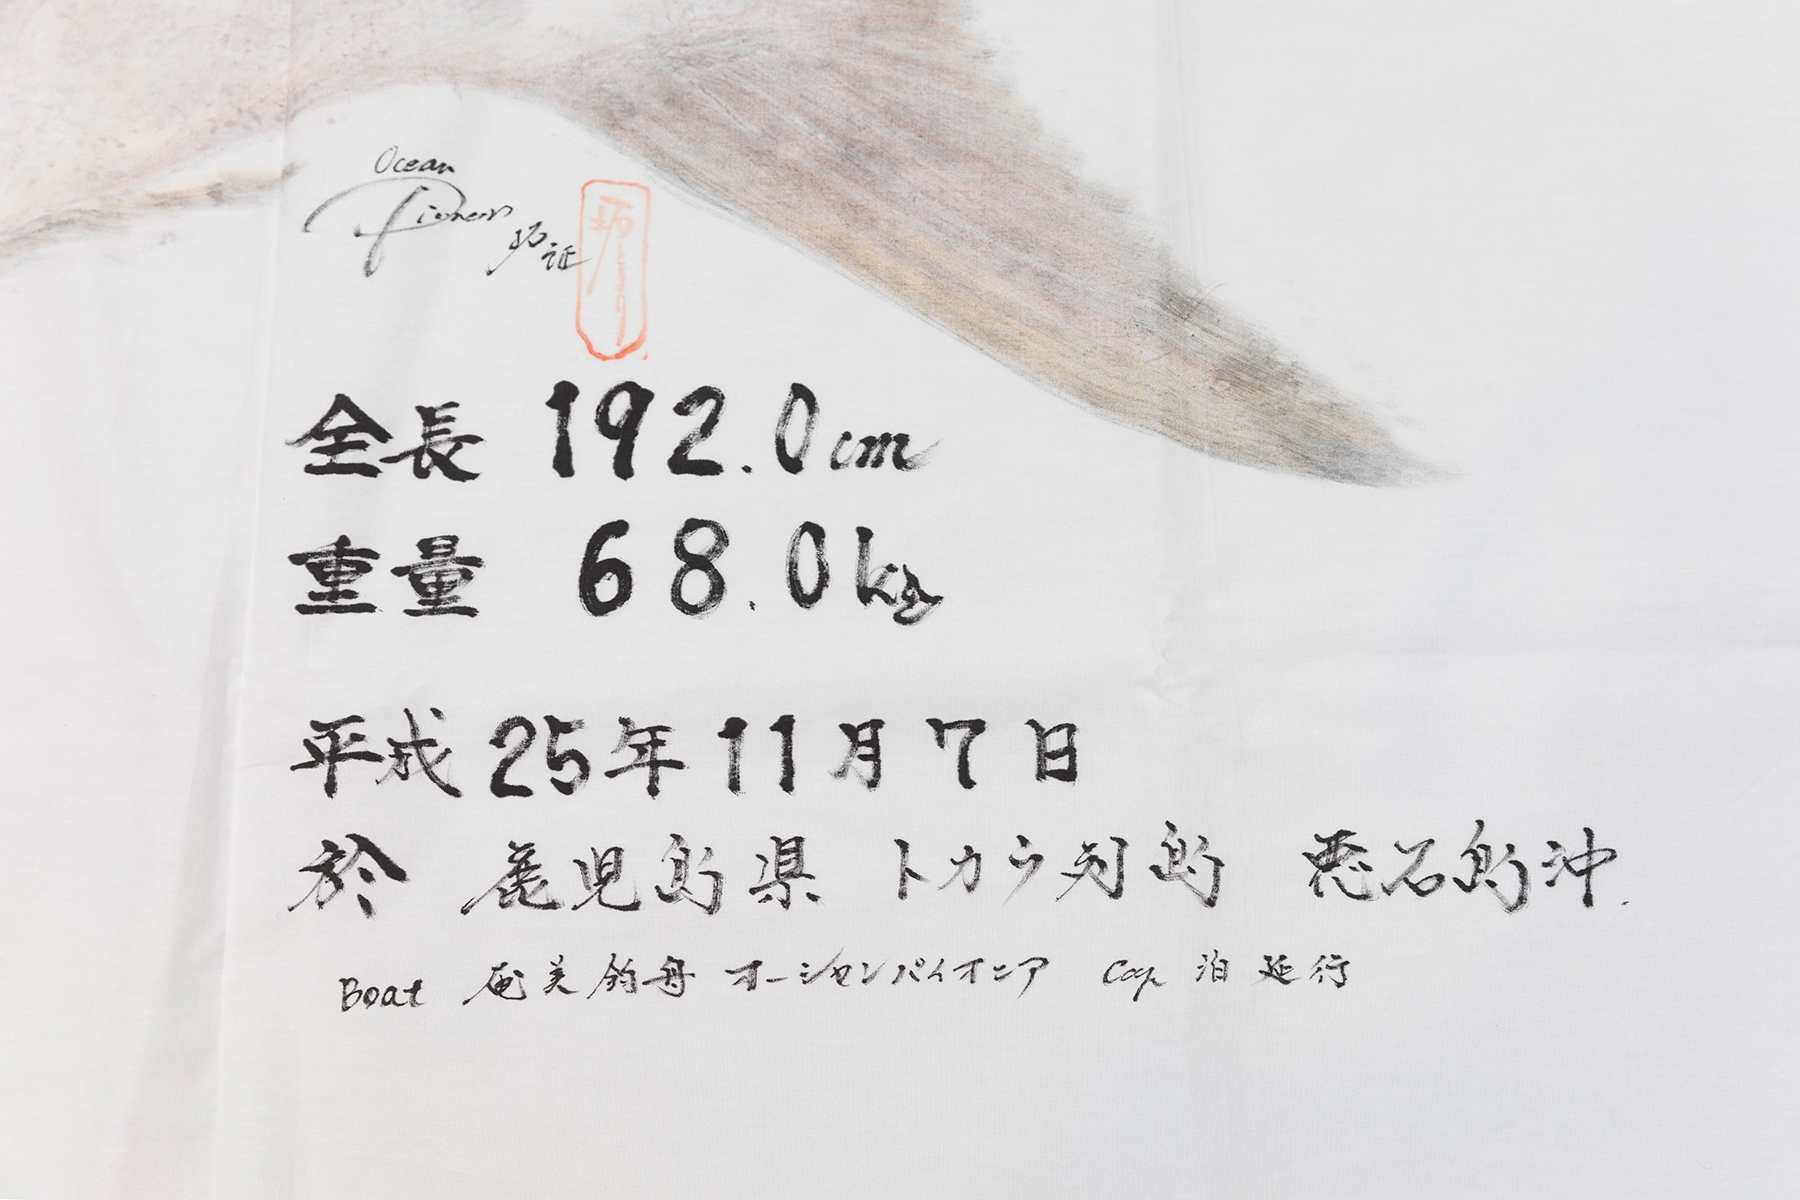 Ocean
Pioneer
全長 192.0cm
重量 68.0kg
平成25年11月7日
於 鹿児島県 トカラ列島 悪石島沖.
Boat 奄美釣舟 オーシャンパイオニア Cap. 泊 延行